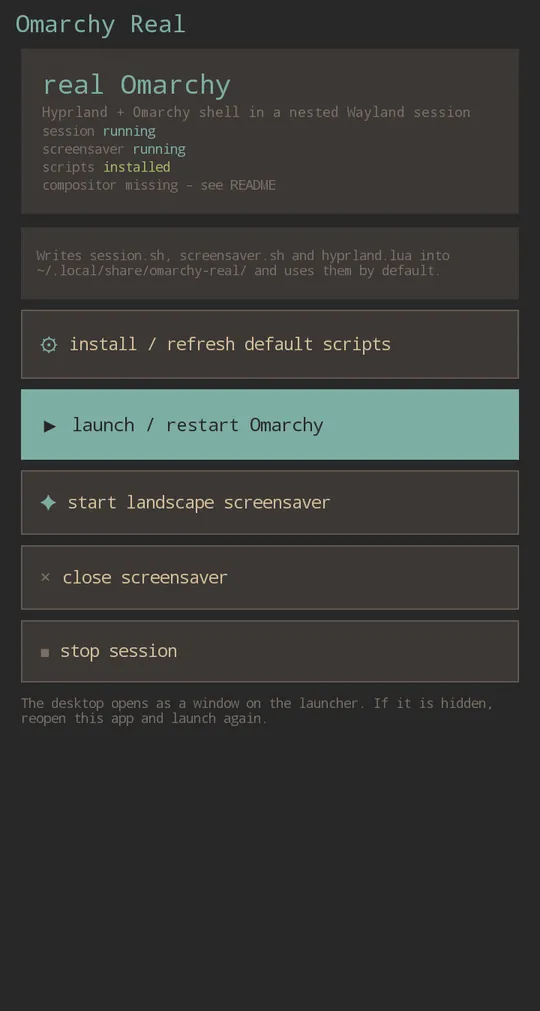 Omarchy Real
real Omarchy
Hyprland + Omarchy shell in a nested Wayland session
session running
screensaver running
scripts installed
compositor missing – see README
Writes session.sh, screensaver.sh and hyprland.lua into
~/.local/share/omarchy-real/ and uses them by default.
install / refresh default scripts
launch / restart Omarchy
start landscape screensaver
close screensaver
stop session
The desktop opens as a window on the launcher. If it is hidden,
reopen this app and launch again.